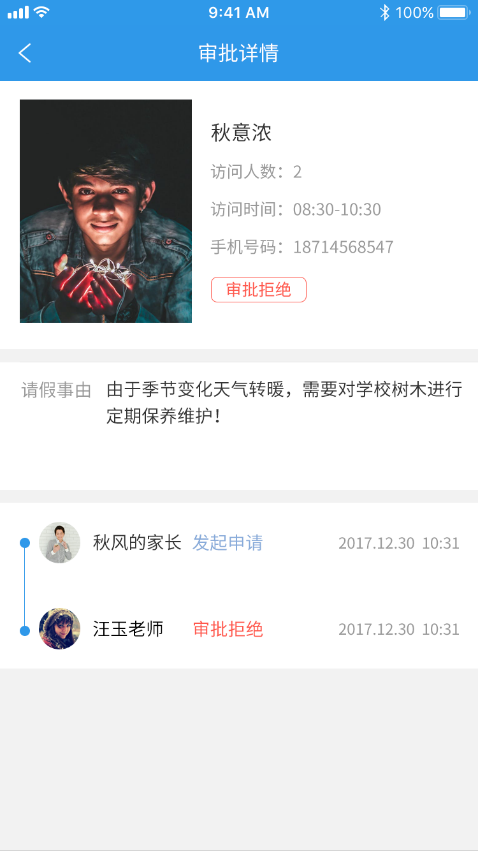 9:41 AM
100%
审批详情
秋意浓
访问人数：2
访问时间：08:30-10:30
手机号码：18714568547
审批拒绝
请假事由
由于季节变化天气转暖，需要对学校树木进行
定期保养维护！
秋风的家长 发起申请 2017.12.30 10:31
汪玉老师 审批拒绝 2017.12.30 10:31